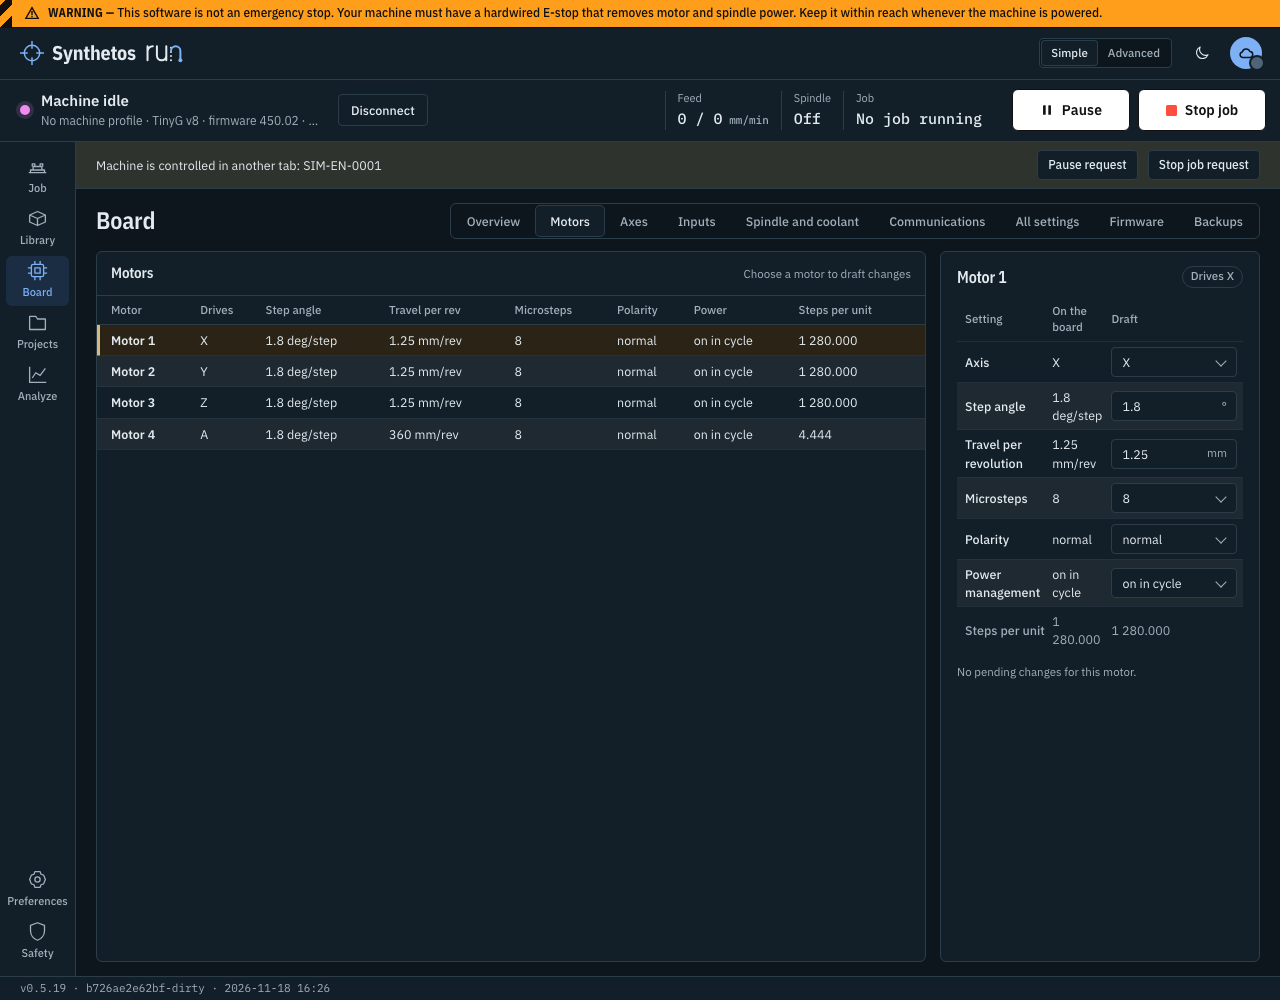 WARNING — This software is not an emergency stop. Your machine must have a hardwired E-stop that removes motor and spindle power. Keep it within reach whenever the machine is powered.
Synthetos run
Simple Advanced
Machine idle
No machine profile · TinyG v8 · firmware 450.02 · ...
Disconnect
Feed
0 / 0 mm/min
Spindle
Off
Job
No job running
Pause
Stop job
Job
Library
Board
Projects
Analyze
Preferences
Safety
Machine is controlled in another tab: SIM-EN-0001
Pause request
Stop job request
Board
Overview Motors Axes Inputs Spindle and coolant Communications All settings Firmware Backups
Motors
Choose a motor to draft changes
Motor Drives Step angle Travel per rev Microsteps Polarity Power Steps per unit
Motor 1 X 1.8 deg/step 1.25 mm/rev 8 normal on in cycle 1 280.000
Motor 2 Y 1.8 deg/step 1.25 mm/rev 8 normal on in cycle 1 280.000
Motor 3 Z 1.8 deg/step 1.25 mm/rev 8 normal on in cycle 1 280.000
Motor 4 A 1.8 deg/step 360 mm/rev 8 normal on in cycle 4.444
Motor 1
Drives X
Setting On the board Draft
Axis X X
Step angle 1.8 deg/step 1.8 °
Travel per revolution 1.25 mm/rev 1.25 mm
Microsteps 8 8
Polarity normal normal
Power management on in cycle on in cycle
Steps per unit 1 280.000 1 280.000
No pending changes for this motor.
v0.5.19 · b726ae2e62bf-dirty · 2026-11-18 16:26